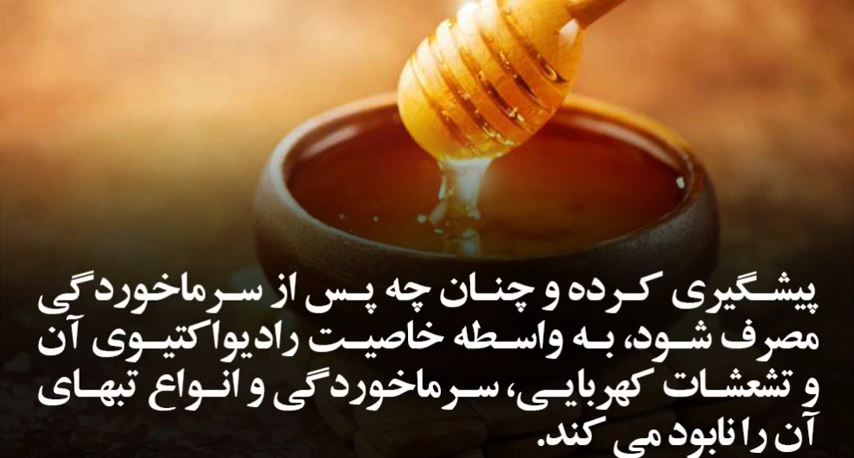 پیشگیری کرده و چنان چه پس از سرماخوردگی
مصرف شود، به واسطه خاصیت رادیواکتیوی آن
و تشعشات کهربایی، سرماخوردگی و انواع تبهای
آن را نابود می کند.